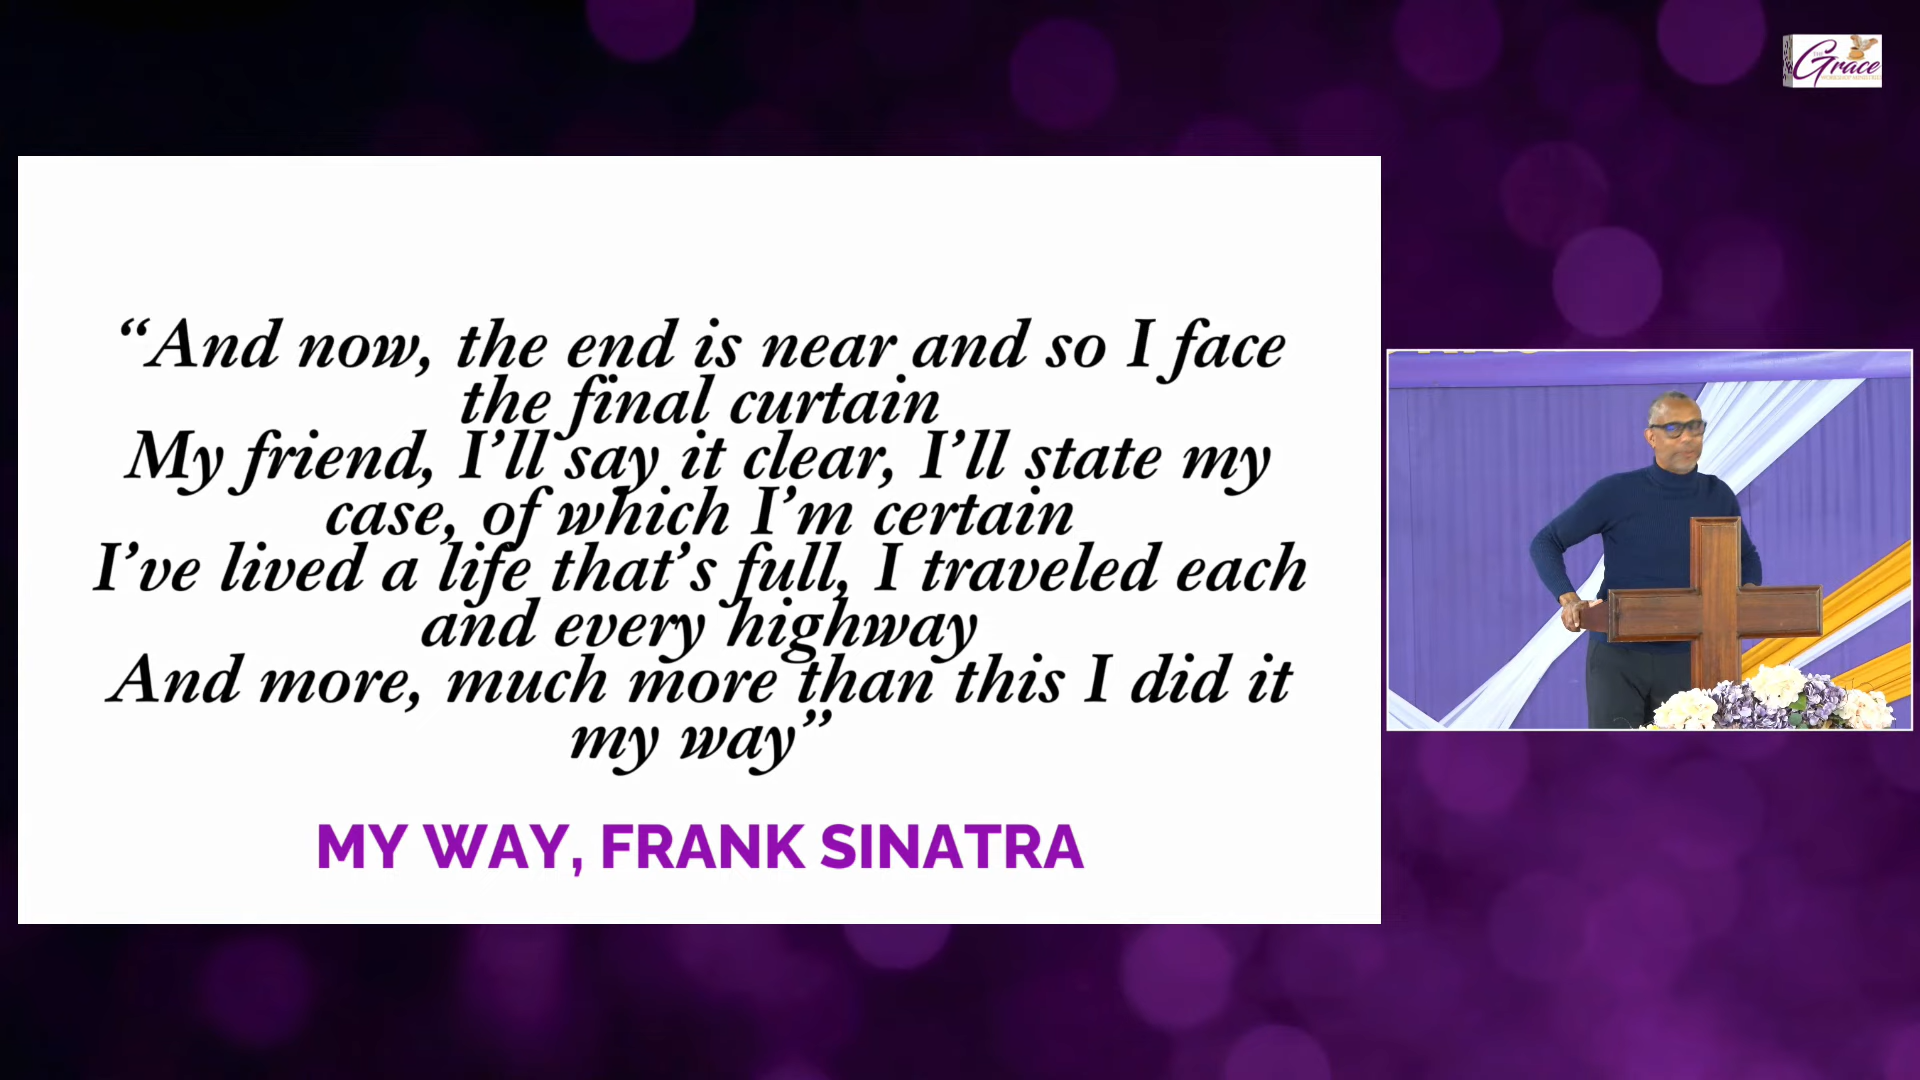 Grace
“And now, the end is near and so I face
the final curtain
My friend, I’ll say it clear, I’ll state my
case, of which I’m certain
I’ve lived a life that’s full, I traveled each
and every highway
And more, much more than this I did it
my way”
MY WAY, FRANK SINATRA